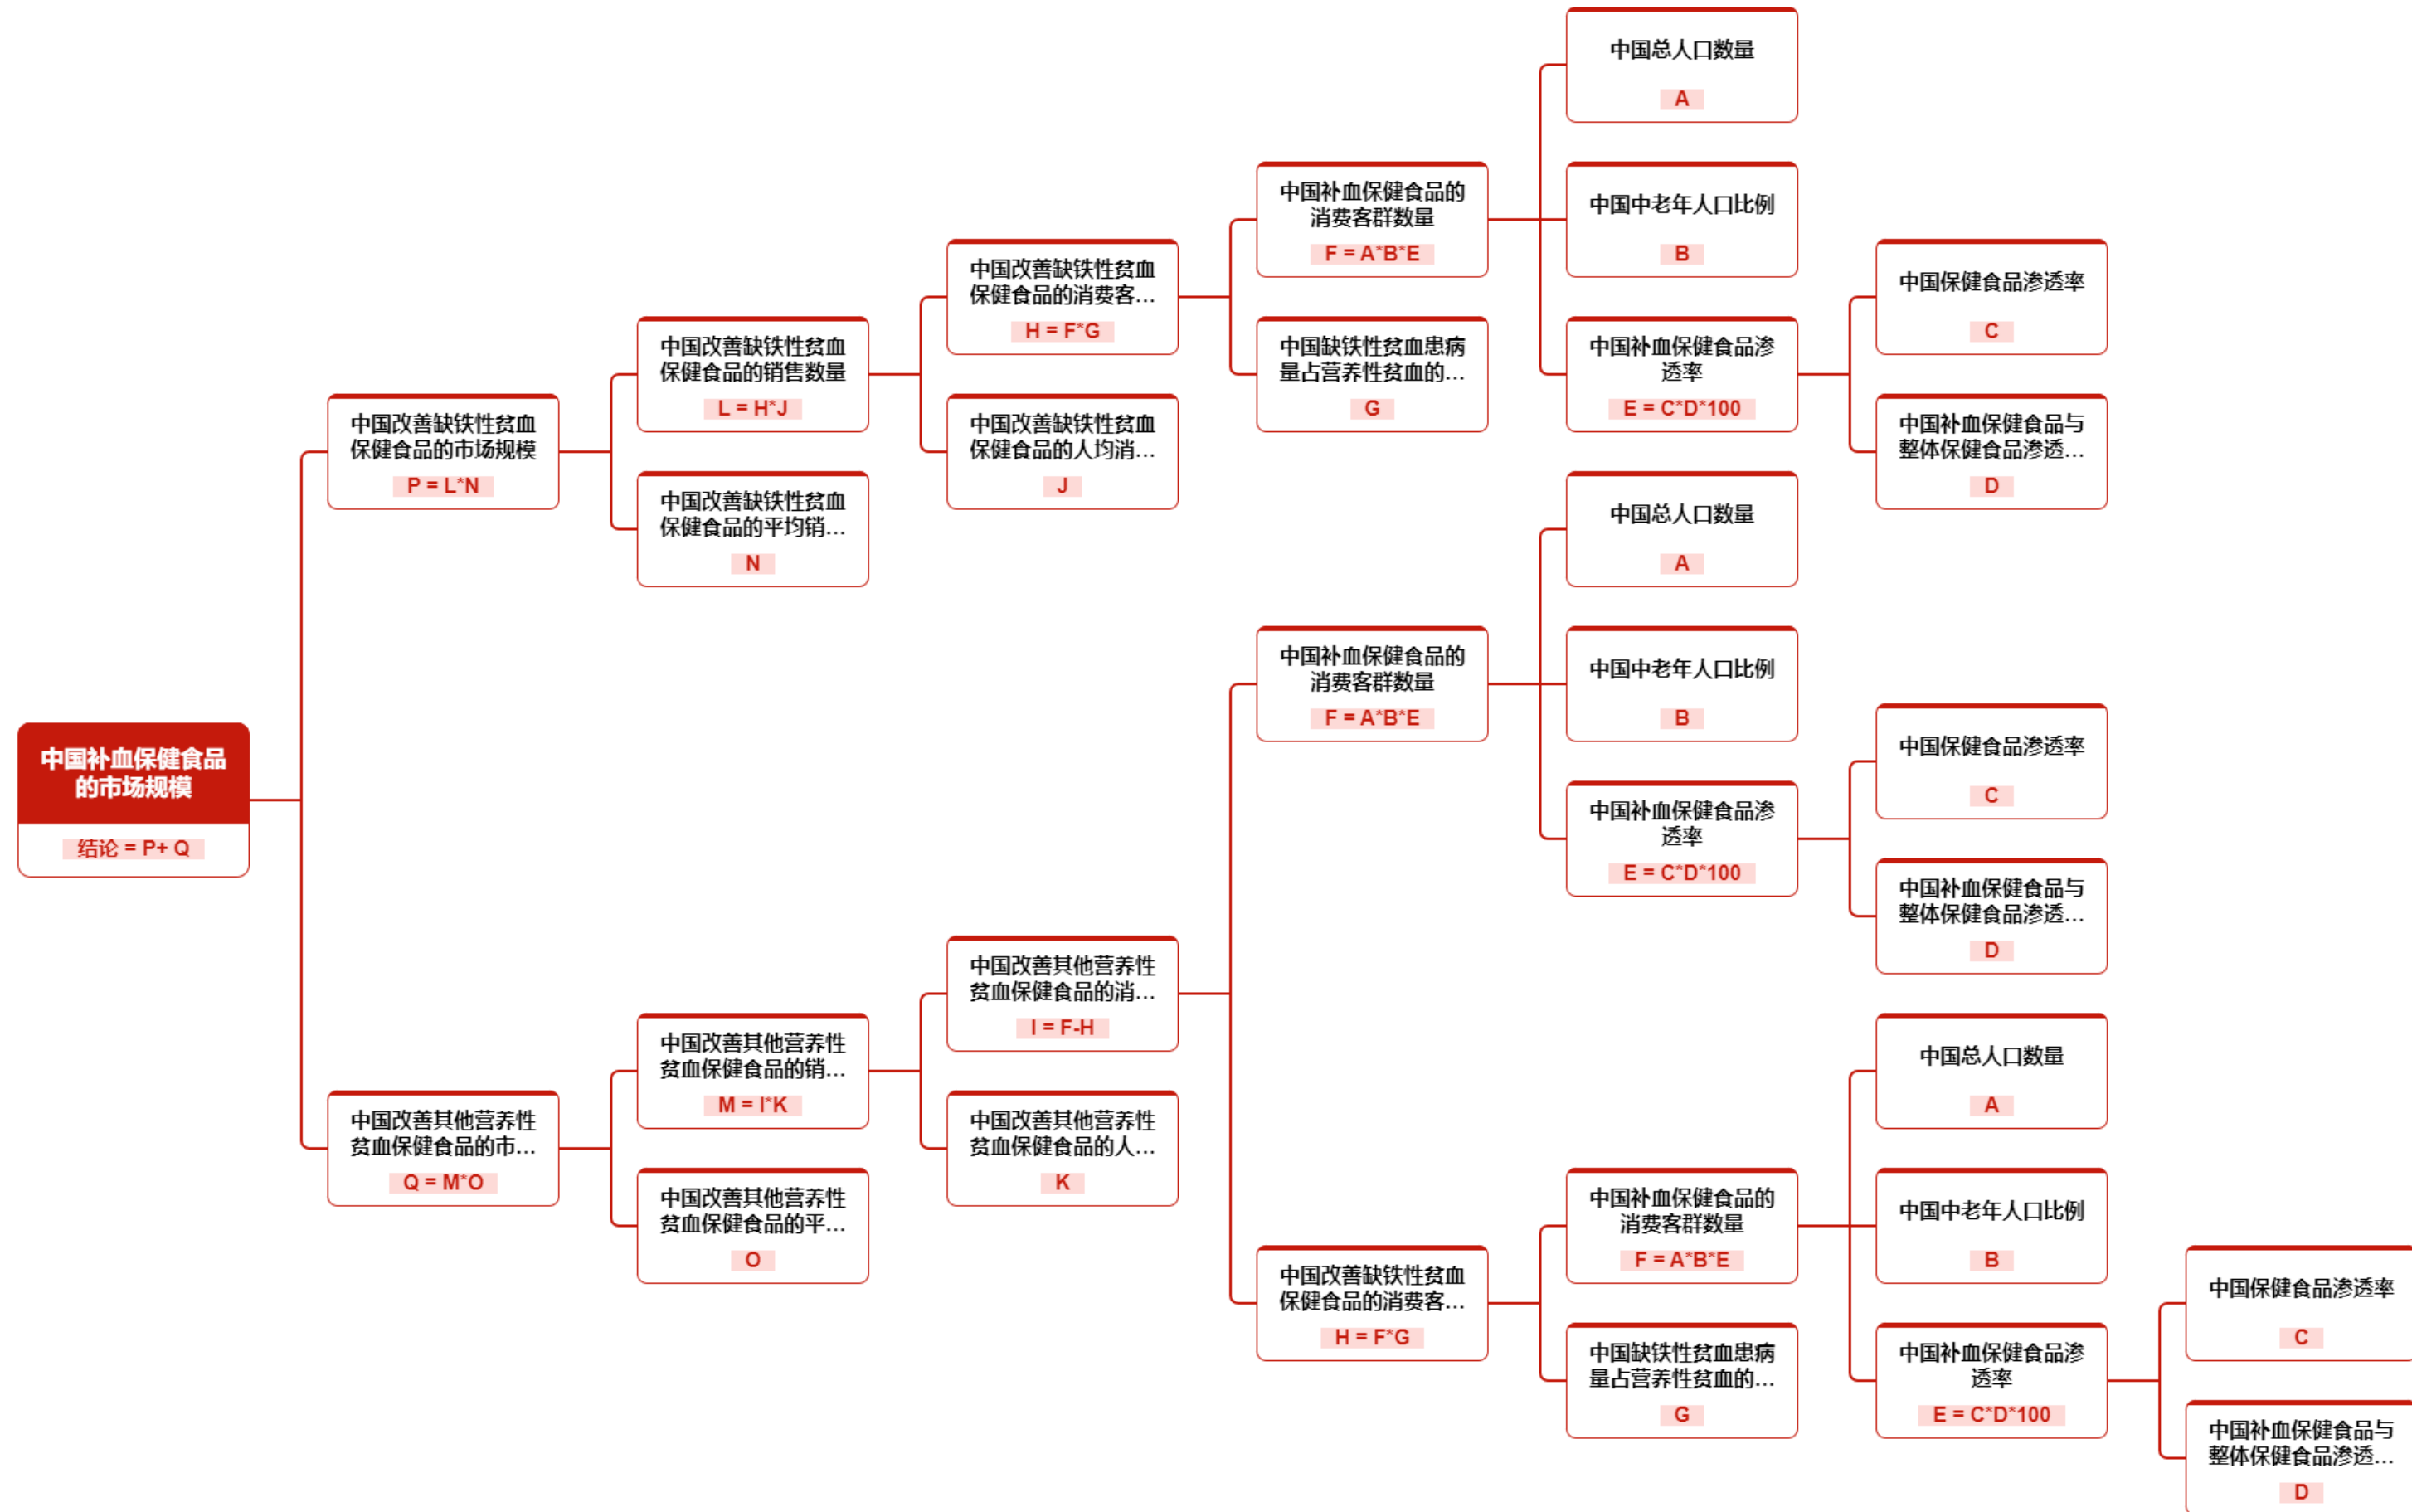 中国补血保健食品
的市场规模
结论 = P+ Q
中国改善缺铁性贫血
保健食品的市场规模
P = L*N
中国改善缺铁性贫血
保健食品的销售数量
L = H*J
中国改善缺铁性贫血
保健食品的消费客...
H = F*G
中国补血保健食品的
消费客群数量
F = A*B*E
中国总人口数量
A
中国中老年人口比例
B
中国补血保健食品渗
透率
E = C*D*100
中国保健食品渗透率
C
中国补血保健食品与
整体保健食品渗透...
D
中国缺铁性贫血患病
量占营养性贫血的...
G
中国改善缺铁性贫血
保健食品的人均消...
J
中国改善缺铁性贫血
保健食品的平均销...
N
中国改善其他营养性
贫血保健食品的市...
Q = M*O
中国改善其他营养性
贫血保健食品的销...
M = I*K
中国改善其他营养性
贫血保健食品的消...
I = F-H
中国补血保健食品的
消费客群数量
F = A*B*E
中国总人口数量
A
中国中老年人口比例
B
中国补血保健食品渗
透率
E = C*D*100
中国保健食品渗透率
C
中国补血保健食品与
整体保健食品渗透...
D
中国改善缺铁性贫血
保健食品的消费客...
H = F*G
中国补血保健食品的
消费客群数量
F = A*B*E
中国总人口数量
A
中国中老年人口比例
B
中国补血保健食品渗
透率
E = C*D*100
中国保健食品渗透率
C
中国补血保健食品与
整体保健食品渗透...
D
中国缺铁性贫血患病
量占营养性贫血的...
G
中国改善其他营养性
贫血保健食品的人...
K
中国改善其他营养性
贫血保健食品的平...
O